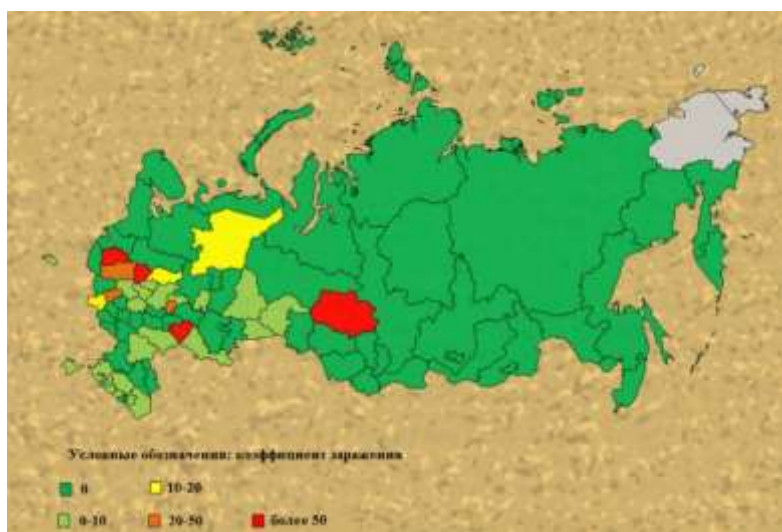 Условные обозначения: коэффициент заражения
0 10-20
0-10 20-50 более 50